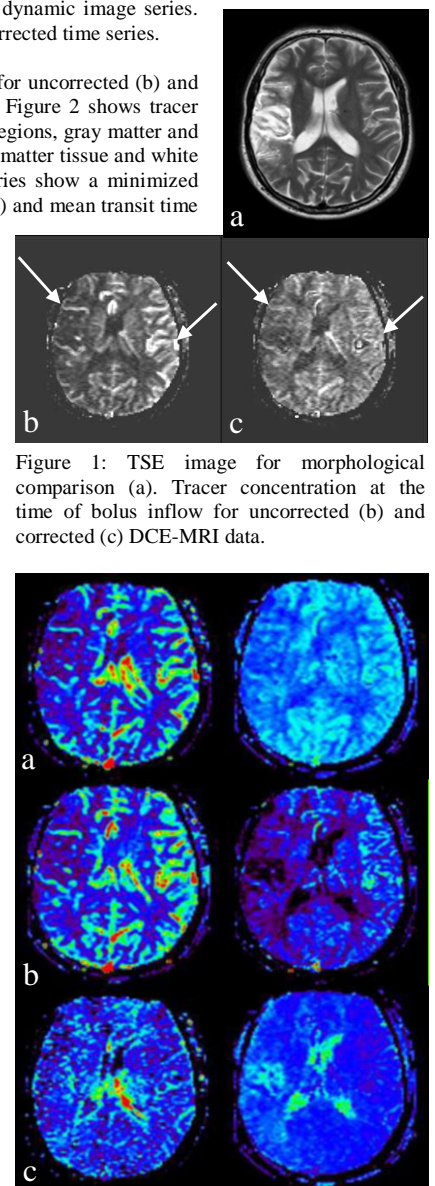 dynamic image series.
rrected time series.
for uncorrected (b) and
Figure 2 shows tracer
egions, gray matter and
matter tissue and white
ries show a minimized
) and mean transit time
a
b c
Figure 1: TSE image for morphological
comparison (a). Tracer concentration at the
time of bolus inflow for uncorrected (b) and
corrected (c) DCE-MRI data.
a
b
c